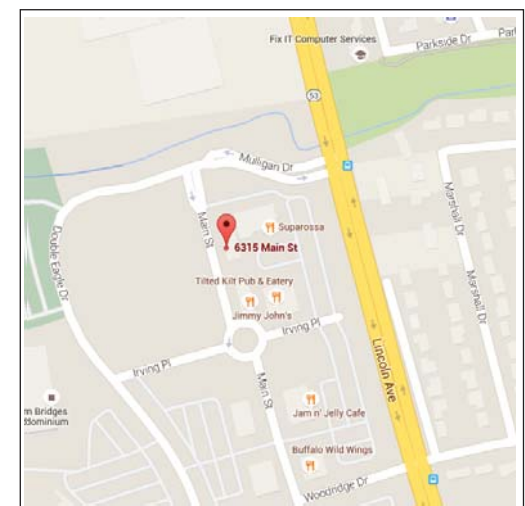 Fix IT Computer Services
Parkside Dr
53
Mulligan Dr
Main St
Suparossa
6315 Main St
Marshall Dr
Marshall Dr
Double Eagle Dr
Tilted Kilt Pub & Eatery
Jimmy John's
Irving Pl
Irving Pl
Lincoln Ave
Main St
m Bridges
dominium
Jam n' Jelly Cafe
Buffalo Wild Wings
Woodridge Dr